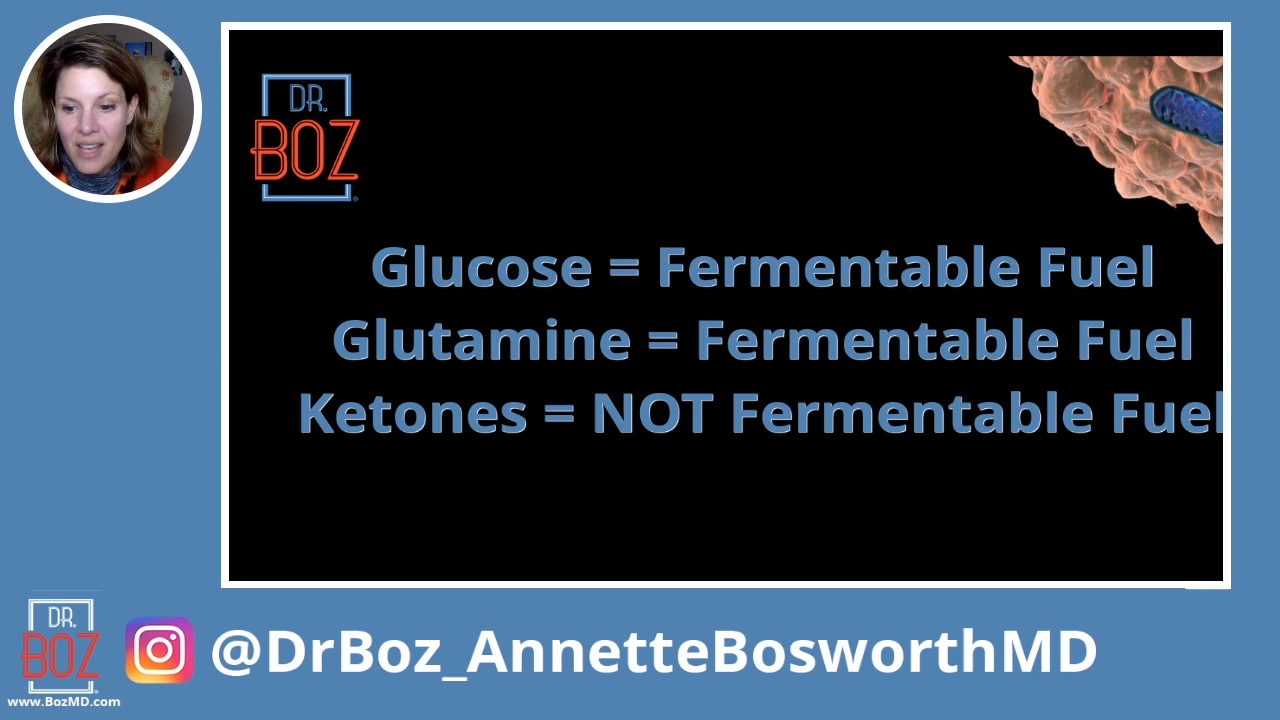 DR.
BOZ
Glucose = Fermentable Fuel
Glutamine = Fermentable Fuel
Ketones = NOT Fermentable Fuel
DR.
BOZ
@DrBoz_AnnetteBosworthMD
www.BozMD.com